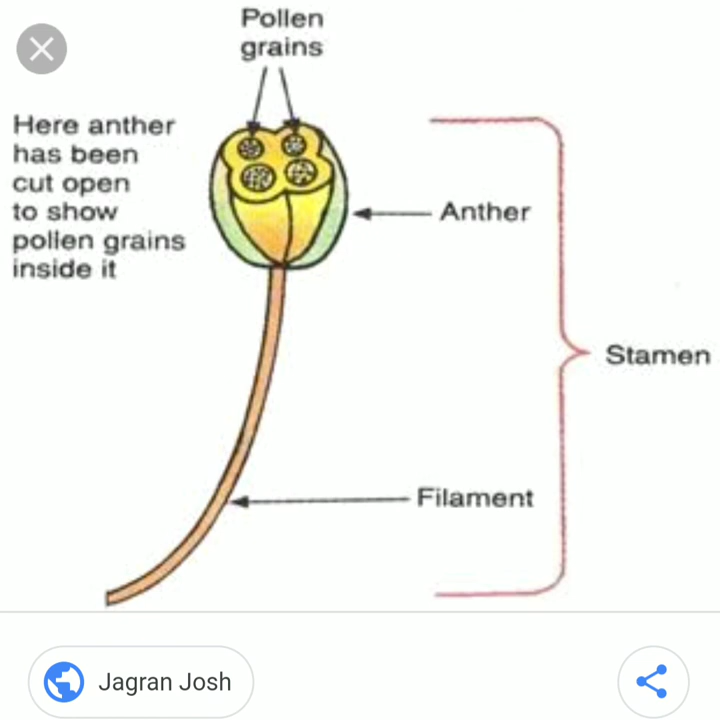 Pollen
grains
Here anther
has been
cut open
to show
pollen grains
inside it
Anther
Stamen
Filament
Jagran Josh